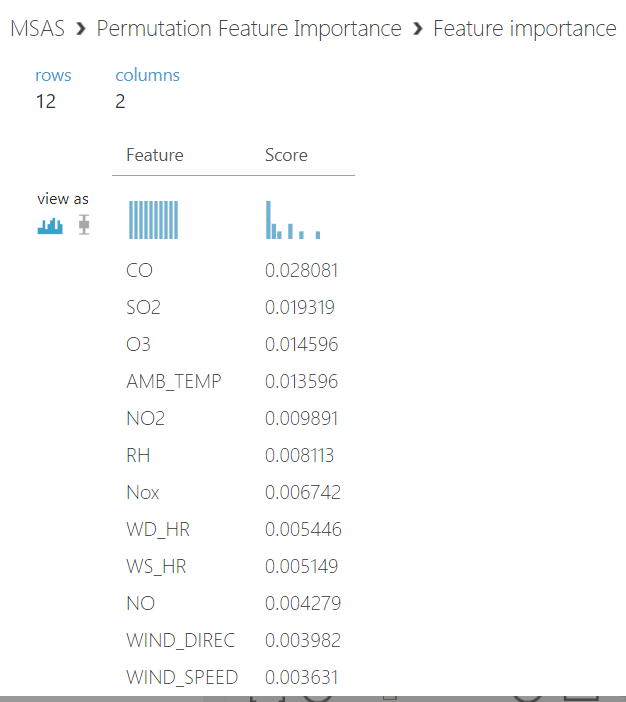 MSAS › Permutation Feature Importance › Feature importance
rows columns
12 2
Feature Score
view as
CO 0.028081
SO2 0.019319
O3 0.014596
AMB_TEMP 0.013596
NO2 0.009891
RH 0.008113
Nox 0.006742
WD_HR 0.005446
WS_HR 0.005149
NO 0.004279
WIND_DIREC 0.003982
WIND_SPEED 0.003631